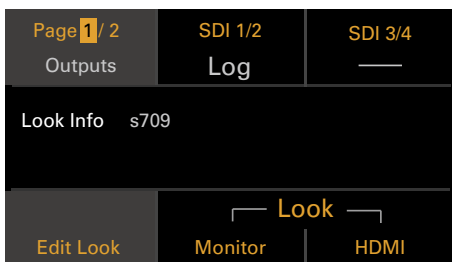 Page 1 / 2 SDI 1/2 SDI 3/4
Outputs Log ——
Look Info s709
Look
Edit Look Monitor HDMI